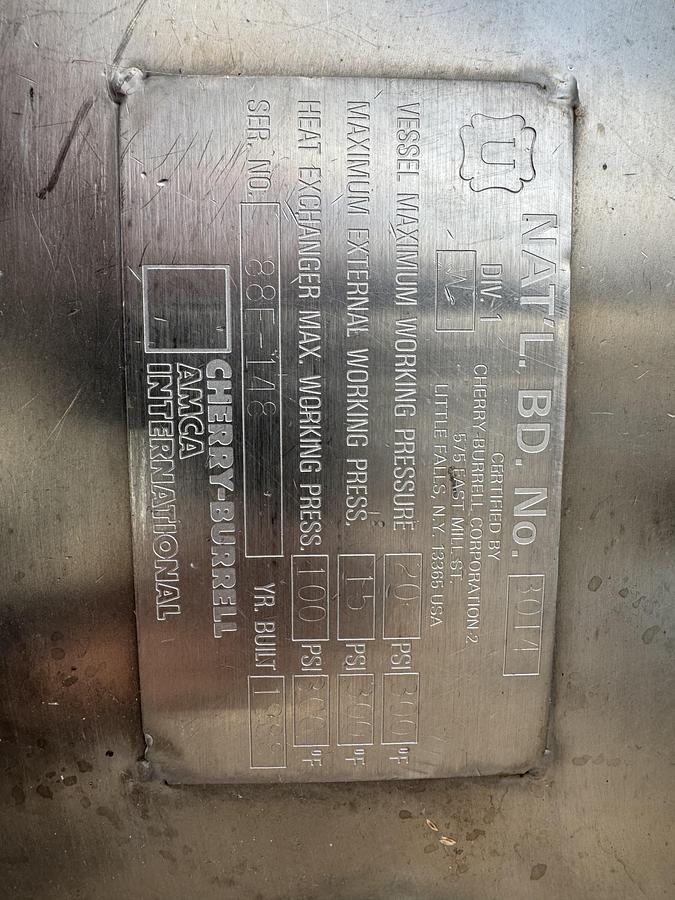 NAT'L. BD. No. 3014
U
DIV. 1
W
CERTIFIED BY
CHERRY-BURRELL CORPORATION-2
575 EAST MILL ST.
LITTLE FALLS, N.Y. 13365 USA
VESSEL MAXIMUM WORKING PRESSURE 20 PSI 300 °F
MAXIMUM EXTERNAL WORKING PRESS. 15 PSI 300 °F
HEAT EXCHANGER MAX. WORKING PRESS. 100 PSI 300 °F
SER. NO. YR. BUILT
CHERRY-BURRELL
AMCA
INTERNATIONAL